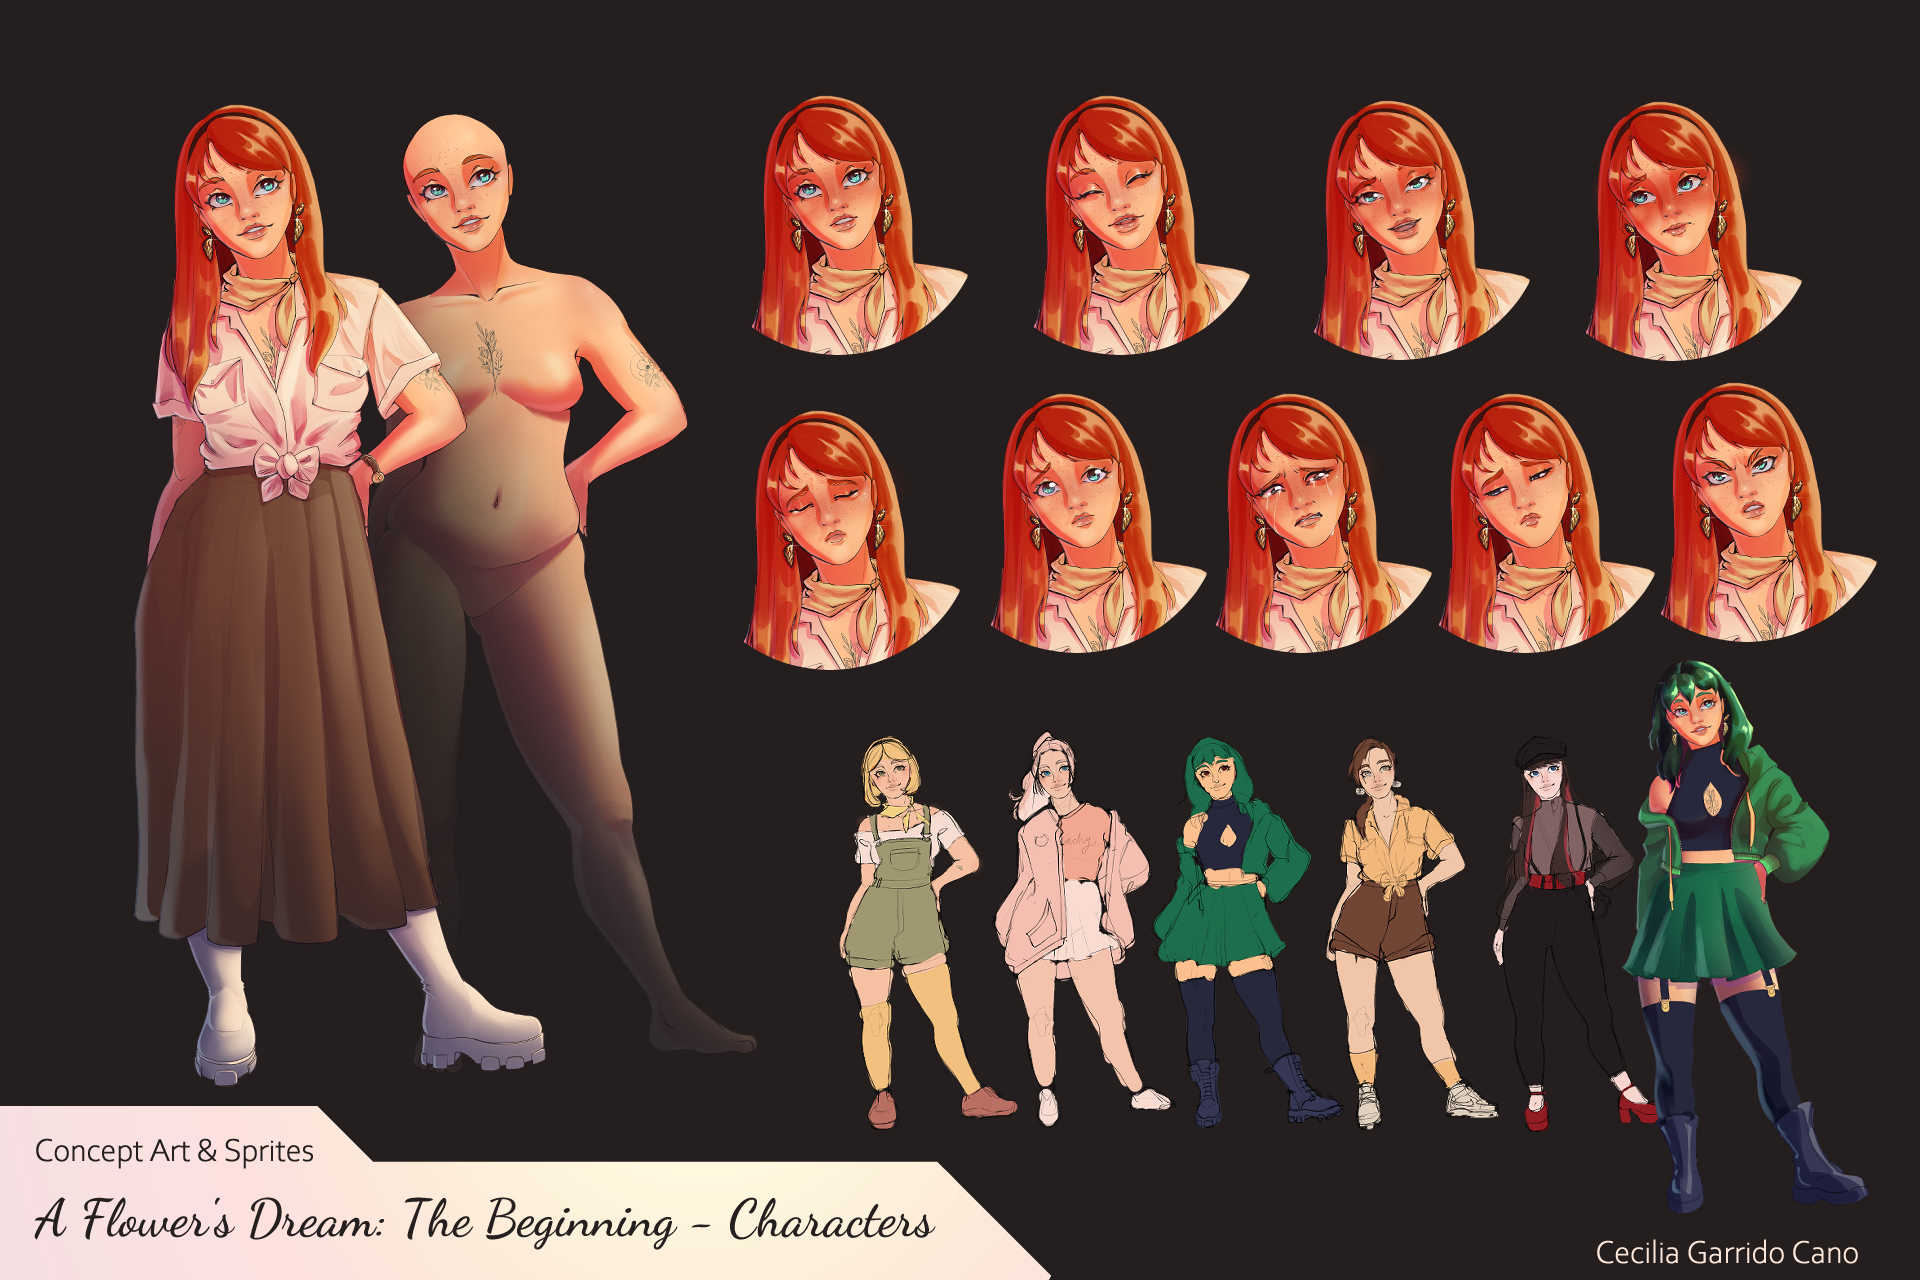 Concept Art & Sprites
A Flower's Dream: The Beginning - Characters
Cecilia Garrido Cano